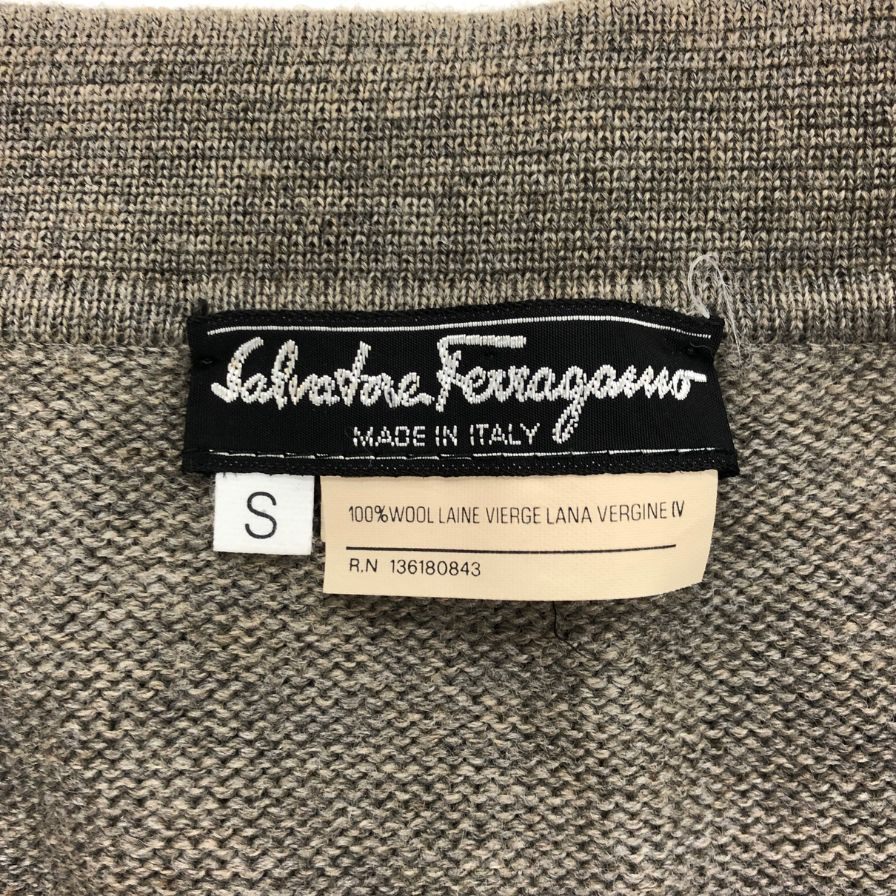 Salvatore Ferragamo
MADE IN ITALY
S
100%WOOL LAINE VIERGE LANA VERGINE IV
R.N 136180843